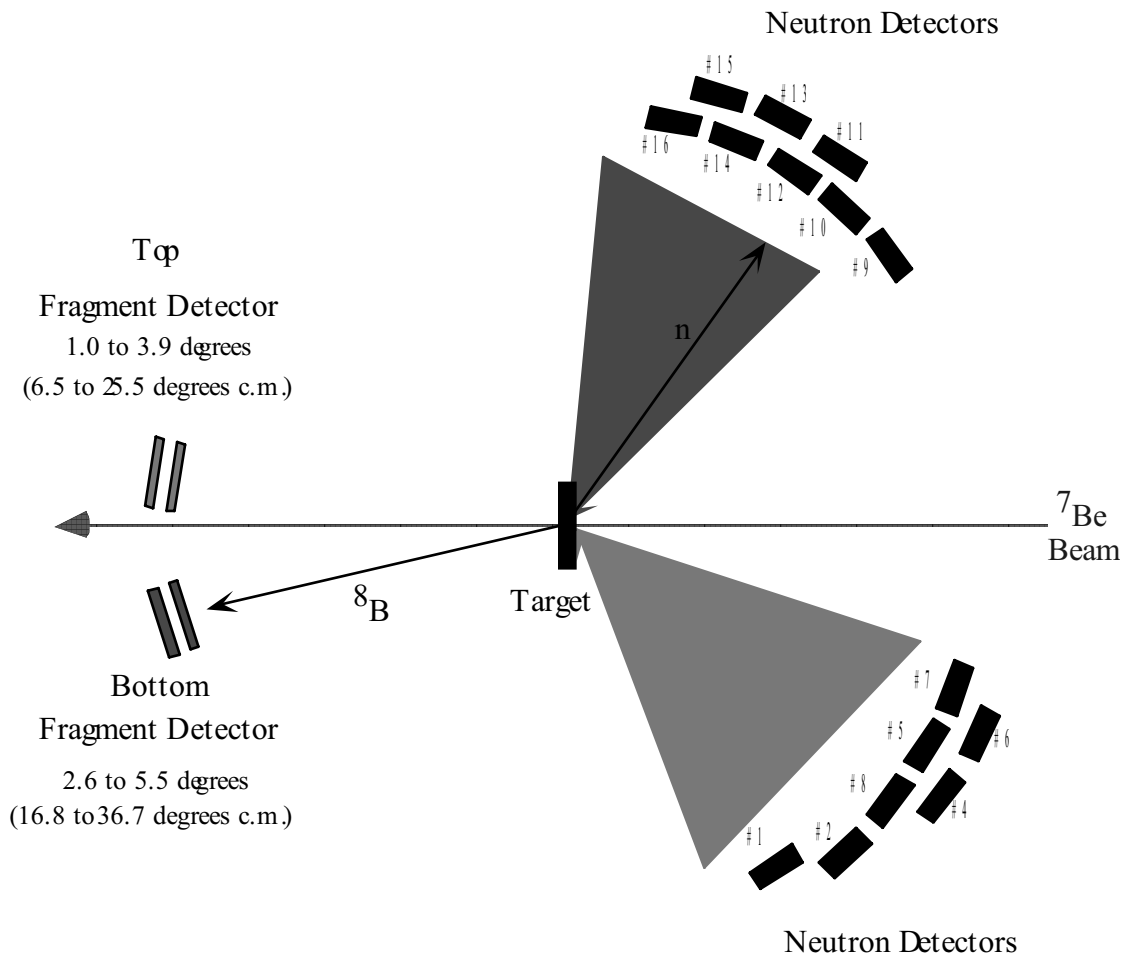 Neutron Detectors
#15
#13
#11
#16
#14
#12
#10
#9
Top
Fragment Detector
1.0 to 3.9 degrees
(6.5 to 25.5 degrees c.m.)
n
7Be
Beam
8B
Target
Bottom
Fragment Detector
2.6 to 5.5 degrees
(16.8 to 36.7 degrees c.m.)
#7
#5
#6
#8
#4
#2
#1
Neutron Detectors